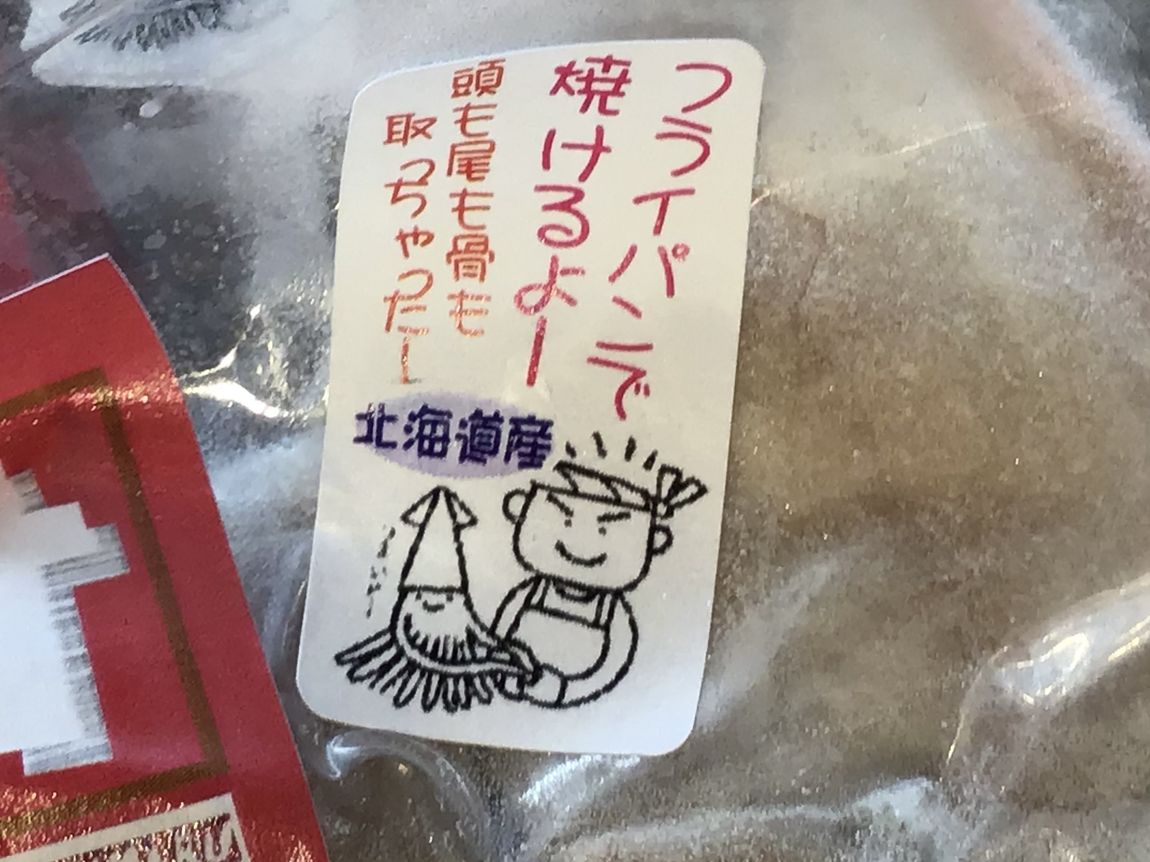 フライパンで
焼けるよー
頭も尾も骨も
取っちゃったー
北海道産